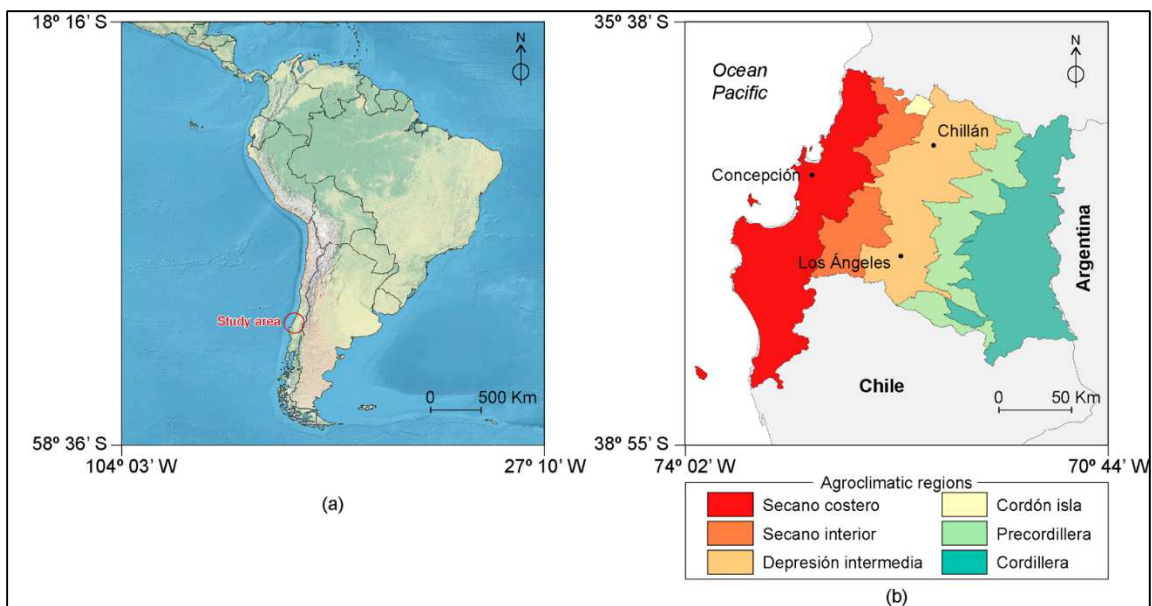 18º 16’ S
N
Study area
0 500 Km
58º 36’ S
104º 03’ W
27º 10’ W
(a)
35º 38’ S
N
Ocean
Pacific
Chillán
Concepción
Los Ángeles
Argentina
Chile
0 50 Km
38º 55’ S
74º 02’ W
70º 44’ W
Agroclimatic regions
Secano costero
Secano interior
Depresión intermedia
Cordón isla
Precordillera
Cordillera
(b)